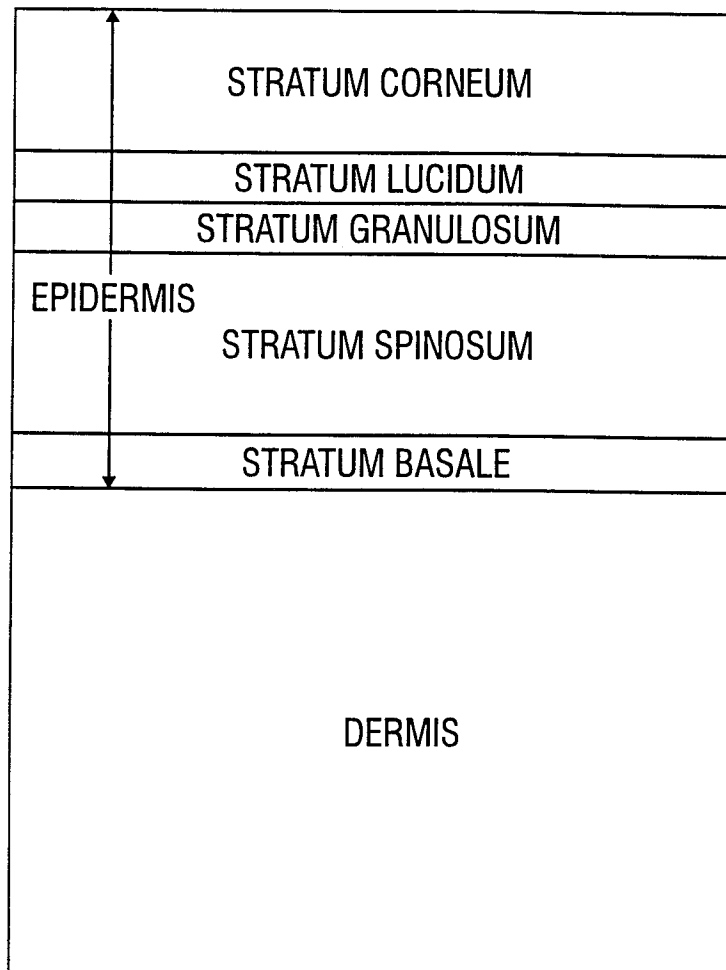 STRATUM CORNEUM
STRATUM LUCIDUM
STRATUM GRANULOSUM
EPIDERMIS
STRATUM SPINOSUM
STRATUM BASALE
DERMIS